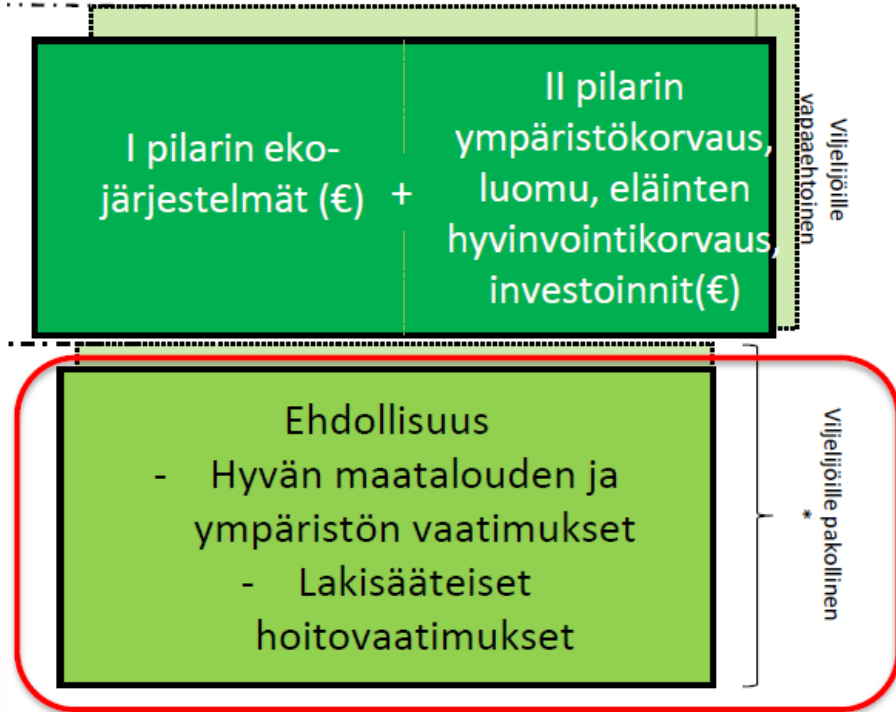 I pilarin eko-
järjestelmät (€)
+
II pilarin
ympäristökorvaus,
luomu, eläinten
hyvinvointikorvaus,
investoinnit(€)
Viljelijöille
vapaaehtoinen
Ehdollisuus
- Hyvän maatalouden ja
ympäristön vaatimukset
- Lakisääteiset
hoitovaatimukset
Viljelijöille pakollinen
*